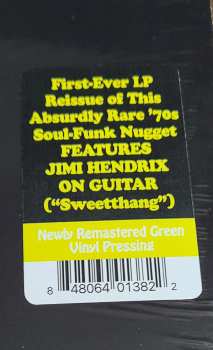 First-Ever LP
Reissue of This
Absurdly Rare '70s
Soul-Funk Nugget
FEATURES
JIMI HENDRIX
ON GUITAR
("Sweetthang")
Newly Remastered Green
Vinyl Pressing
8 48064 01382 2